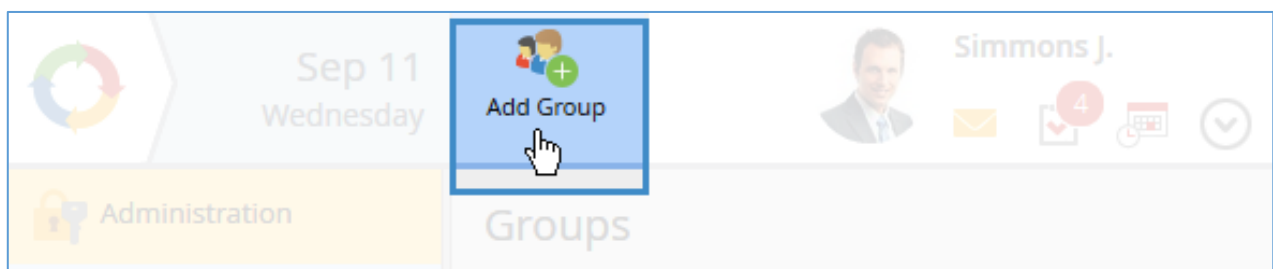 Sep 11
Wednesday
Add Group
Simmons J.
4
Administration
Groups